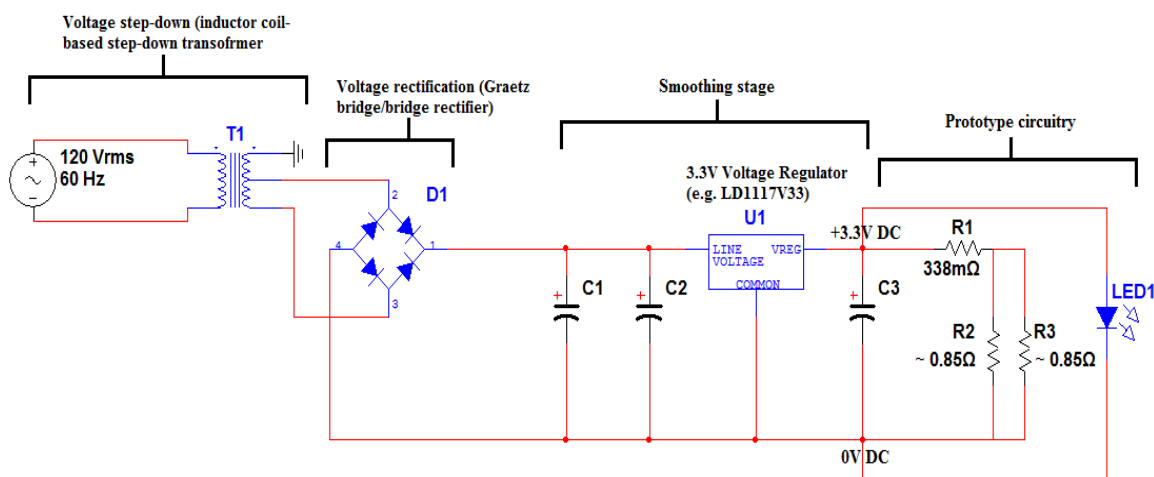 Voltage step-down (inductor coil-
based step-down transofrmer
Voltage rectification (Graetz
bridge/bridge rectifier)
Smoothing stage
Prototype circuitry
T1
120 Vrms
60 Hz
D1
2
4
1
3
3.3V Voltage Regulator
(e.g. LD1117V33)
U1
LINE VREG
VOLTAGE
COMMON
+3.3V DC
R1
338mΩ
+
C1
+
C2
+
C3
LED1
R2
~ 0.85Ω
R3
~ 0.85Ω
0V DC